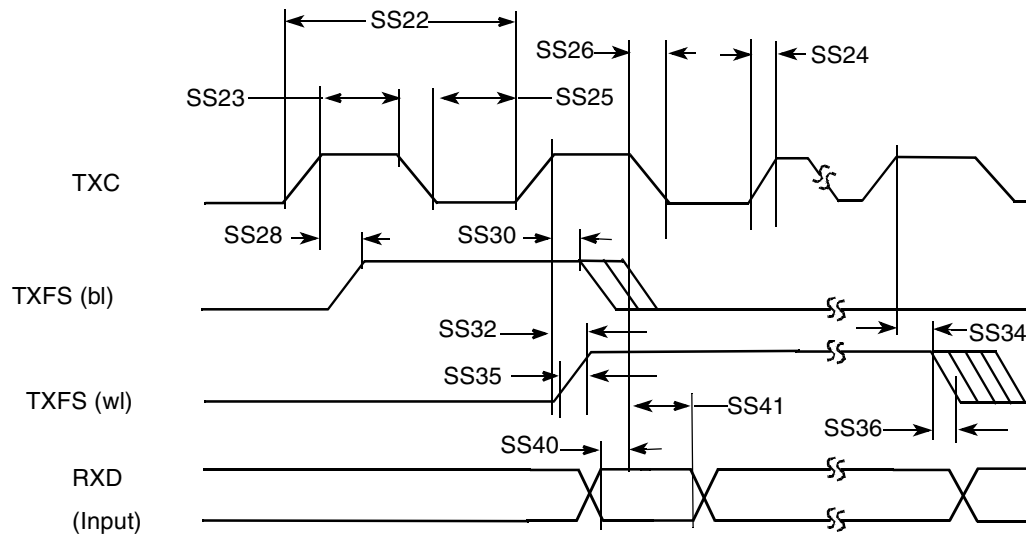 SS22
SS26
SS24
SS23
SS25
TXC
SS28
SS30
TXFS (bl)
SS32
SS34
SS35
TXFS (wl)
SS41
SS36
SS40
RXD
(Input)